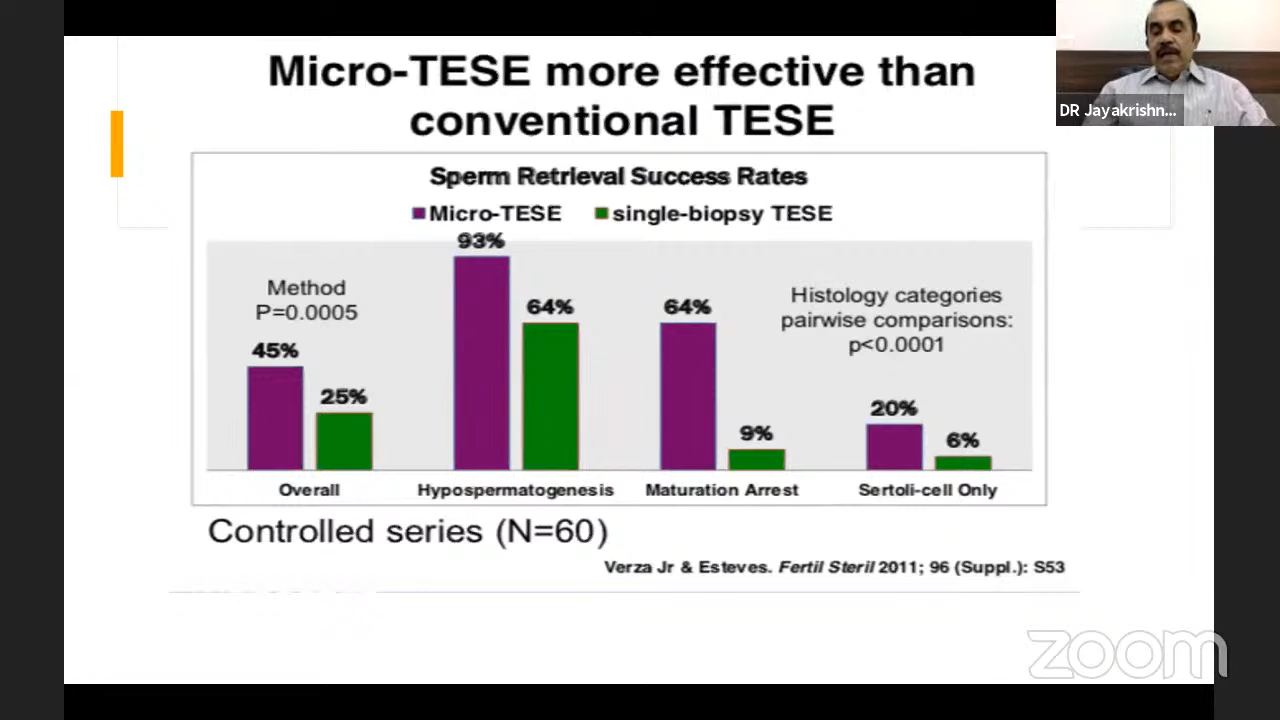 Micro-TESE more effective than
conventional TESE
DR Jayakrishn...
Sperm Retrieval Success Rates
Micro-TESE single-biopsy TESE
93%
Method
P=0.0005
Histology categories
pairwise comparisons:
p<0.0001
64%
64%
45%
25%
20%
9%
6%
Overall Hypospermatogenesis Maturation Arrest Sertoli-cell Only
Controlled series (N=60)
Verza Jr & Esteves. Fertil Steril 2011; 96 (Suppl.): S53
zoom